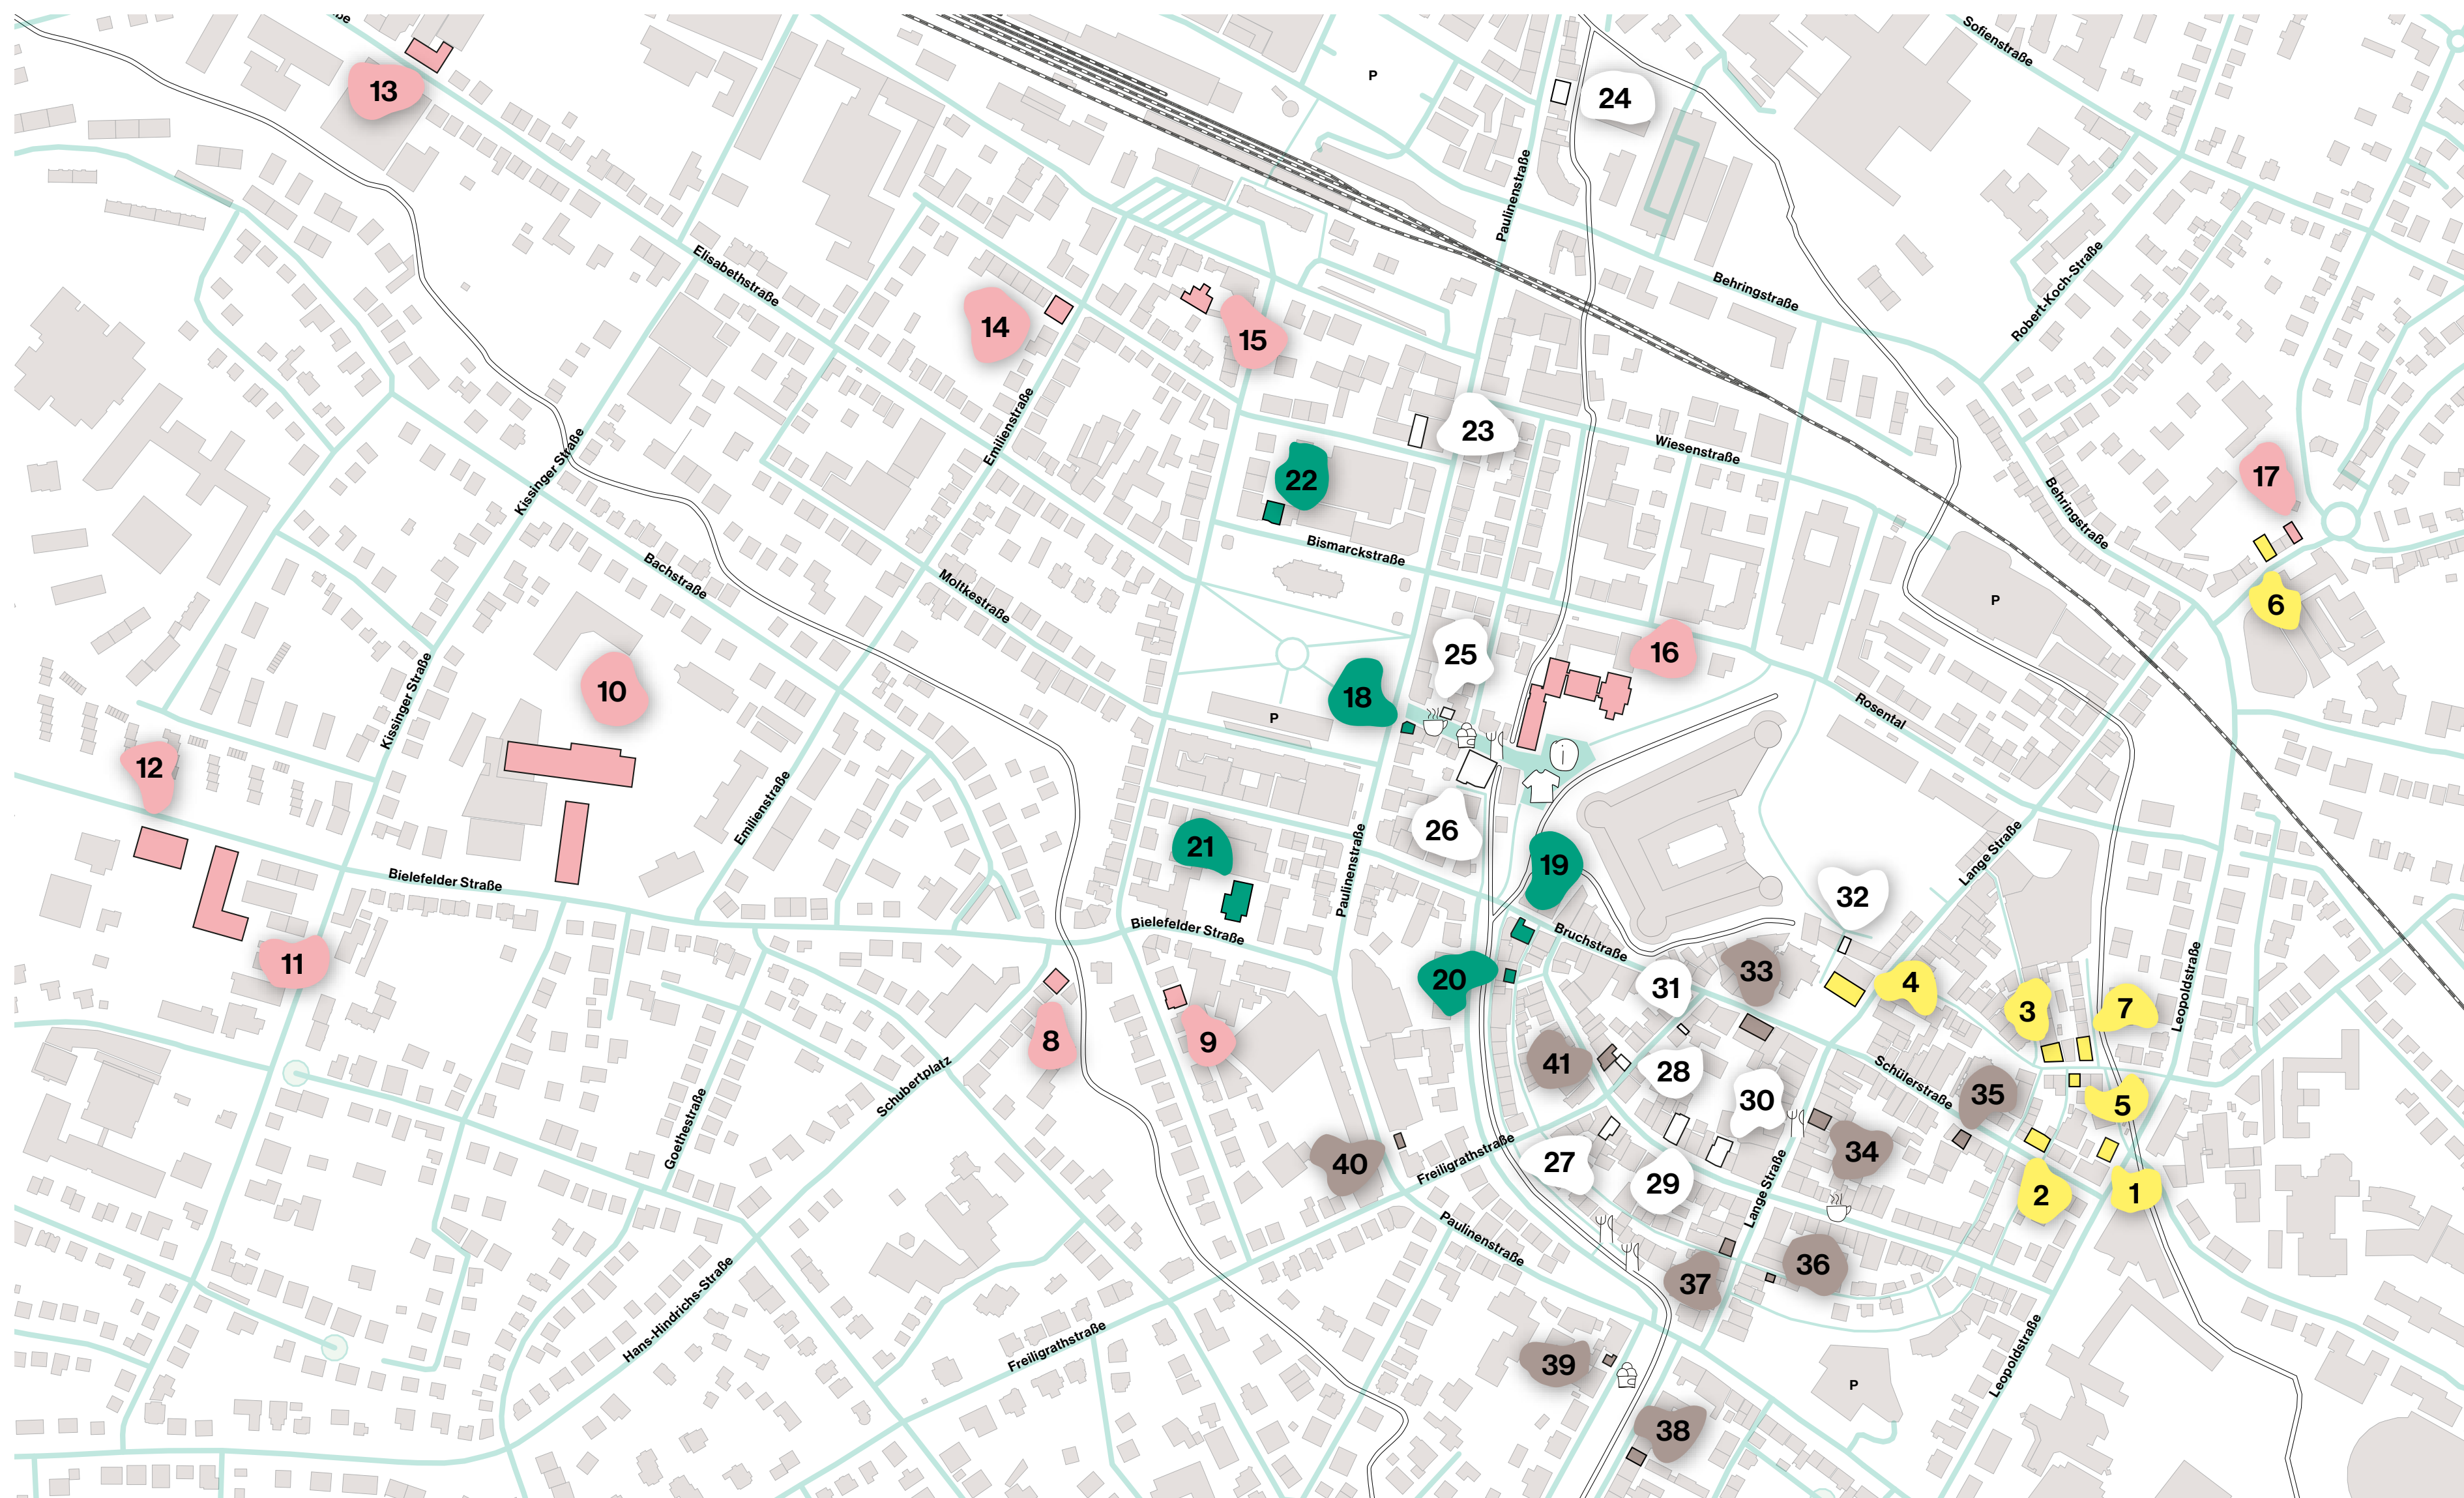 Sofienstraße
ße
13
P
24
Paulinenstraße
Elisabethstraße
Behringstraße
Robert-Koch-Straße
14
15
Emilienstraße
23
Wiesenstraße
Kissinger Straße
22
17
Behringstraße
Bismarckstraße
Bachstraße
Moltkestraße
P
6
25
16
10
18
Kissinger Straße
P
Rosental
i
12
Emilienstraße
26
21
Paulinenstraße
19
Lange Straße
Bielefelder Straße
32
Bielefelder Straße
Bruchstraße
11
20
31
33
4
Leopoldstraße
3
7
8
9
41
28
Schülerstraße
Schubertplatz
30
35
5
Goethestraße
40
Freiligrathstraße
27
29
34
Lange Straße
2
1
Paulinenstraße
36
37
Hans-Hindrichs-Straße
Freiligrathstraße
39
P
Leopoldstraße
38